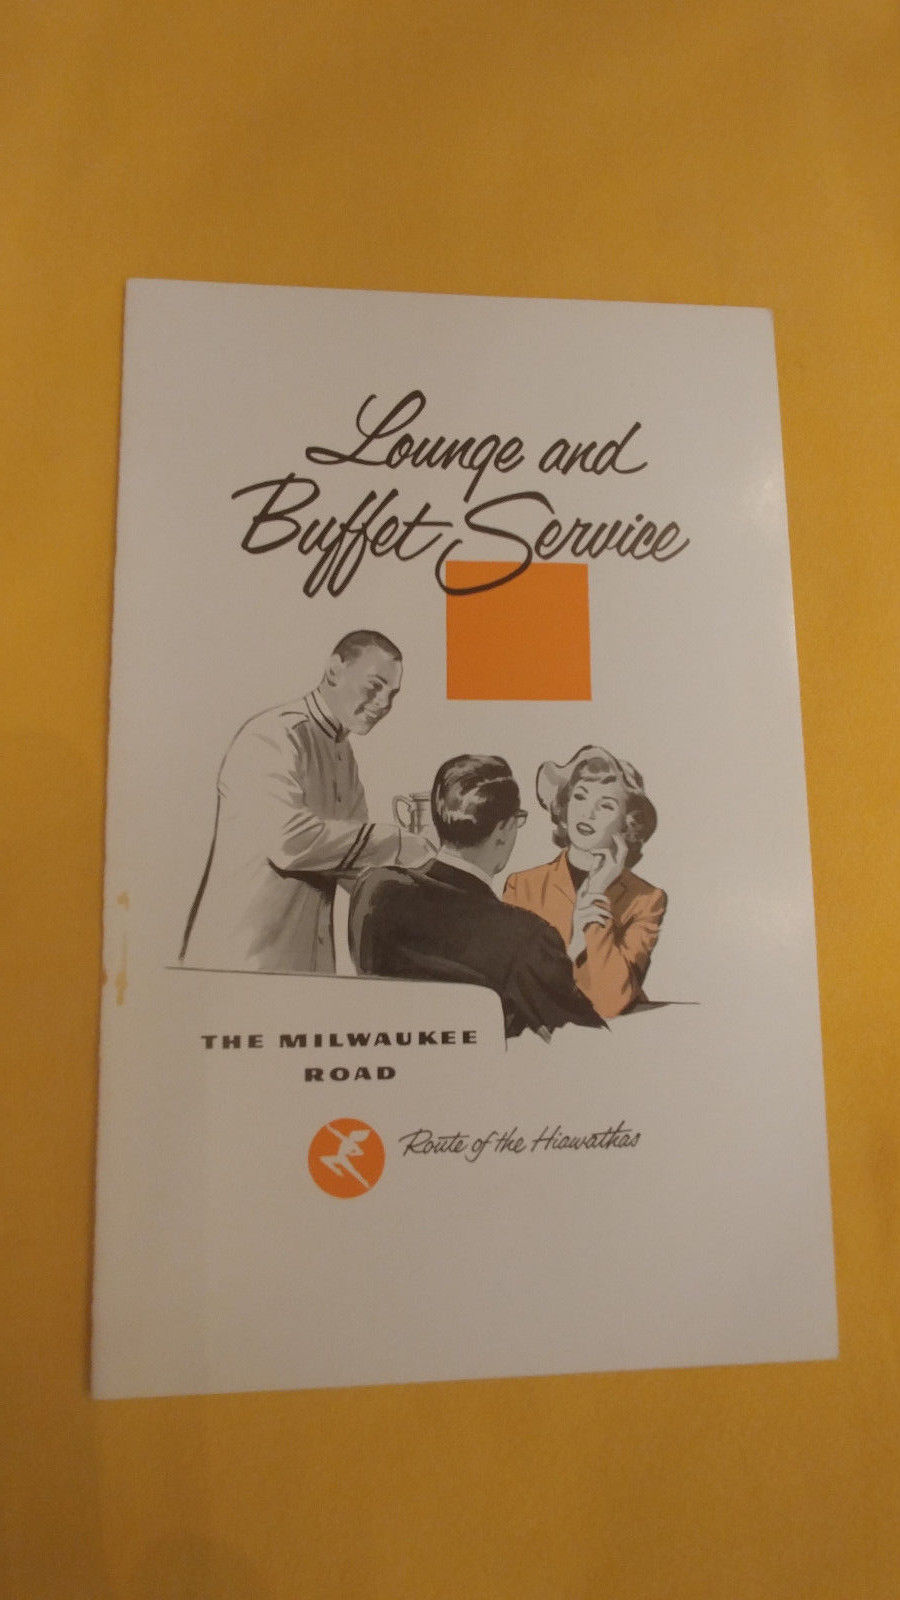 Lounge and
Buffet Service
THE MILWAUKEE
ROAD
Route of the Hiawathas